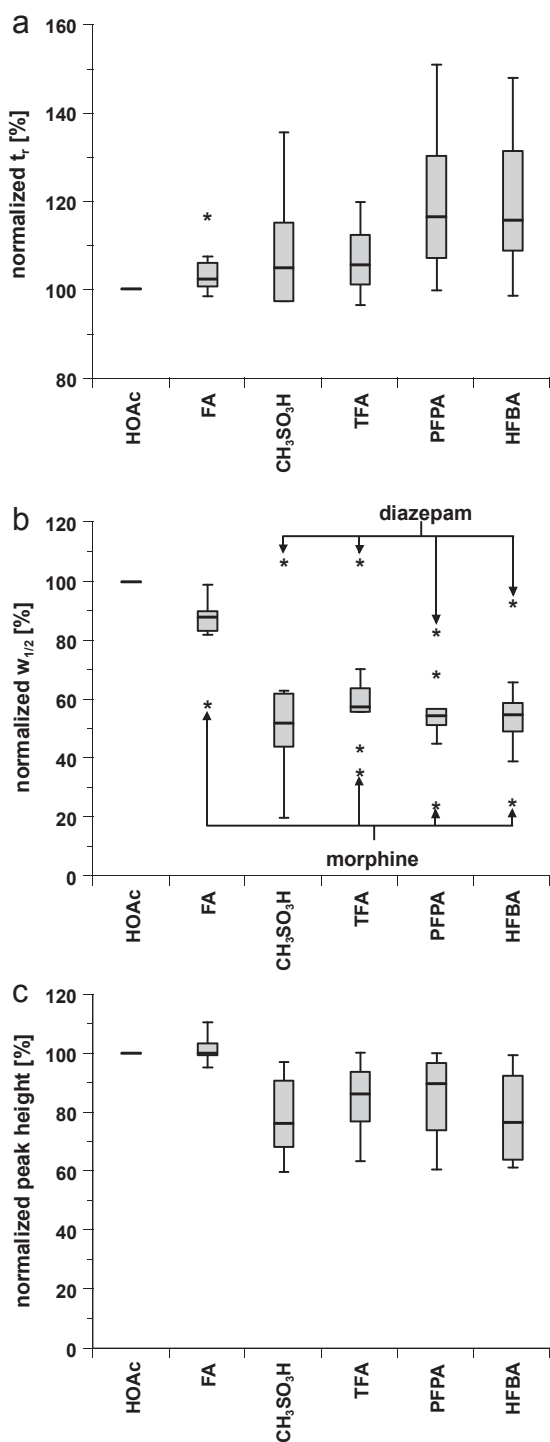 a
normalized tr [%]
160
140
120
100
80
*
HOAc
FA
CH3SO3H
TFA
PFPA
HFBA
b
normalized w1/2 [%]
120
100
80
60
40
20
0
diazepam
* * * *
*
* * * * *
morphine
HOAc
FA
CH3SO3H
TFA
PFPA
HFBA
c
normalized peak height [%]
120
100
80
60
40
20
0
HOAc
FA
CH3SO3H
TFA
PFPA
HFBA